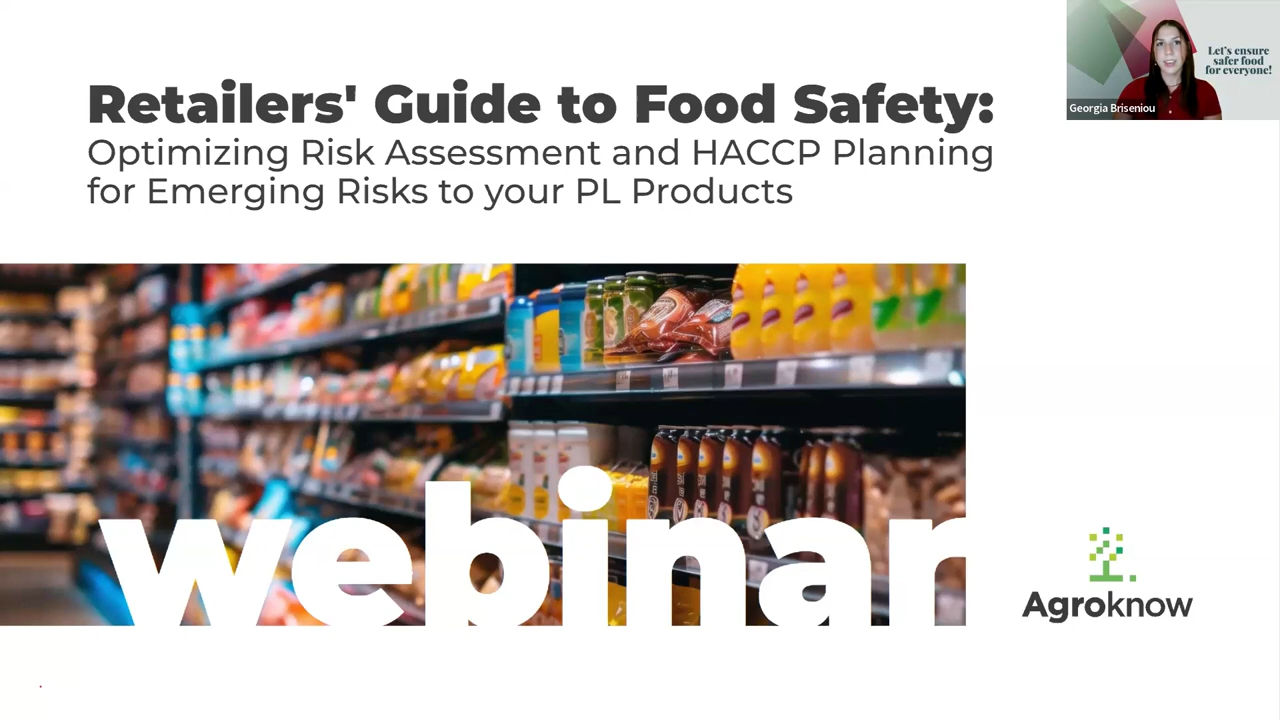 Retailers' Guide to Food Safety:
Optimizing Risk Assessment and HACCP Planning
for Emerging Risks to your PL Products
Let's ensure
safer food
for everyone!
Georgia Briseniou
webinar
Agroknow